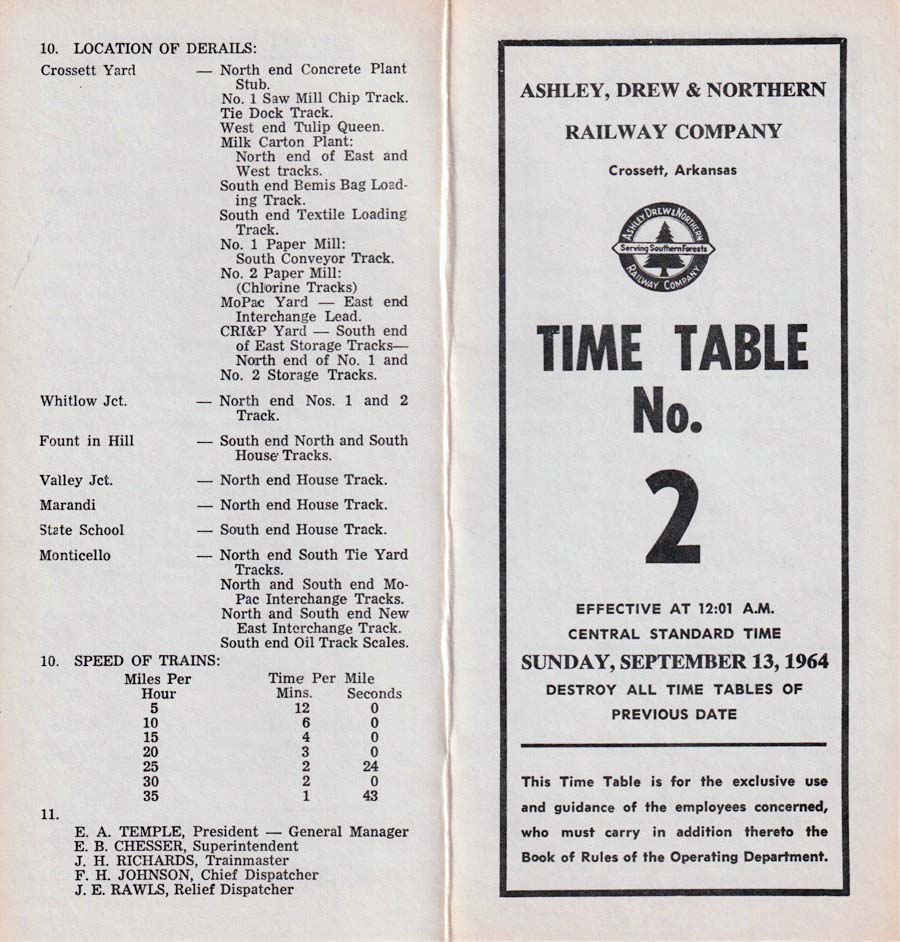 10. LOCATION OF DERAILS:
Crossett Yard — North end Concrete Plant
Stub.
No. 1 Saw Mill Chip Track.
Tie Dock Track.
West end Tulip Queen.
Milk Carton Plant:
North end of East and
West tracks.
South end Bemis Bag Load-
ing Track.
South end Textile Loading
Track.
No. 1 Paper Mill:
South Conveyor Track.
No. 2 Paper Mill:
(Chlorine Tracks)
MoPac Yard — East end
Interchange Lead.
CRI&P Yard — South end
of East Storage Tracks—
North end of No. 1 and
No. 2 Storage Tracks.
Whitlow Jct. — North end Nos. 1 and 2
Track.
Fount in Hill — South end North and South
House Tracks.
Valley Jct. — North end House Track.
Marandi — North end House Track.
State School — South end House Track.
Monticello — North end South Tie Yard
Tracks.
North and South end Mo-
Pac Interchange Tracks.
North and South end New
East Interchange Track.
South end Oil Track Scales.
10. SPEED OF TRAINS:
Miles Per Time Per Mile
Hour Mins. Seconds
5 12 0
10 6 0
15 4 0
20 3 0
25 2 24
30 2 0
35 1 43
11.
E. A. TEMPLE, President — General Manager
E. B. CHESSER, Superintendent
J. H. RICHARDS, Trainmaster
F. H. JOHNSON, Chief Dispatcher
J. E. RAWLS, Relief Dispatcher
ASHLEY, DREW & NORTHERN
RAILWAY COMPANY
Crossett, Arkansas
ASHLEY DREW & NORTHERN
Serving Southern Forests
RAILWAY COMPANY
TIME TABLE
No.
2
EFFECTIVE AT 12:01 A.M.
CENTRAL STANDARD TIME
SUNDAY, SEPTEMBER 13, 1964
DESTROY ALL TIME TABLES OF
PREVIOUS DATE
This Time Table is for the exclusive use
and guidance of the employees concerned,
who must carry in addition thereto the
Book of Rules of the Operating Department.